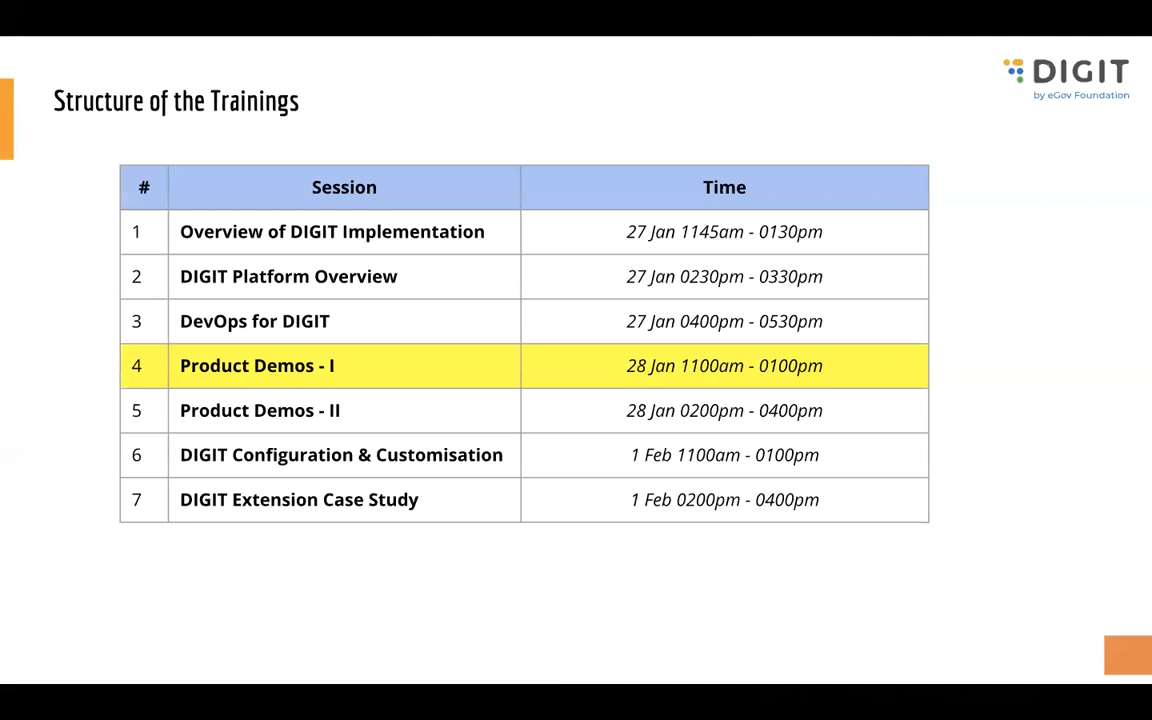 DIGIT
by eGov Foundation
Structure of the Trainings
# Session Time
1 Overview of DIGIT Implementation 27 Jan 1145am - 0130pm
2 DIGIT Platform Overview 27 Jan 0230pm - 0330pm
3 DevOps for DIGIT 27 Jan 0400pm - 0530pm
4 Product Demos - I 28 Jan 1100am - 0100pm
5 Product Demos - II 28 Jan 0200pm - 0400pm
6 DIGIT Configuration & Customisation 1 Feb 1100am - 0100pm
7 DIGIT Extension Case Study 1 Feb 0200pm - 0400pm